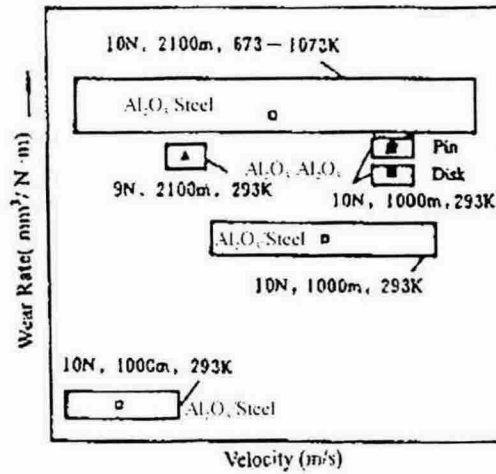 10N, 2100m, 673-1073K
Al₂O₃/Steel
Pin
Al₂O₃/Al₂O₃
Disk
9N, 2100m, 293K
10N, 1000m, 293K
Al₂O₃/Steel
10N, 1000m, 293K
10N, 1000m, 293K
Al₂O₃/Steel
Wear Rate( mm³/ N ·m)
Velocity (m/s)